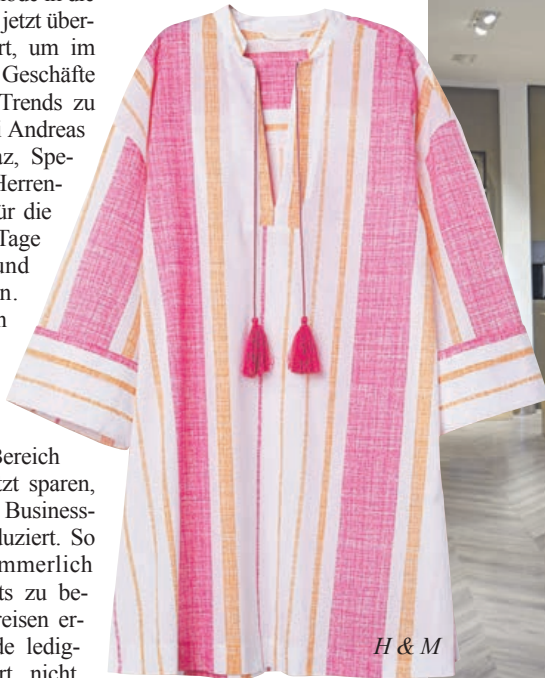 jetzt über-
rt, um im
Geschäfte
Trends zu
i Andreas
az, Spe-
Herren-
ür die
Tage
und
n.
n
Bereich
tzt sparen,
Business-
duziert. So
mmerlich
ts zu be-
reisen er-
de ledig-
rt nicht
H & M